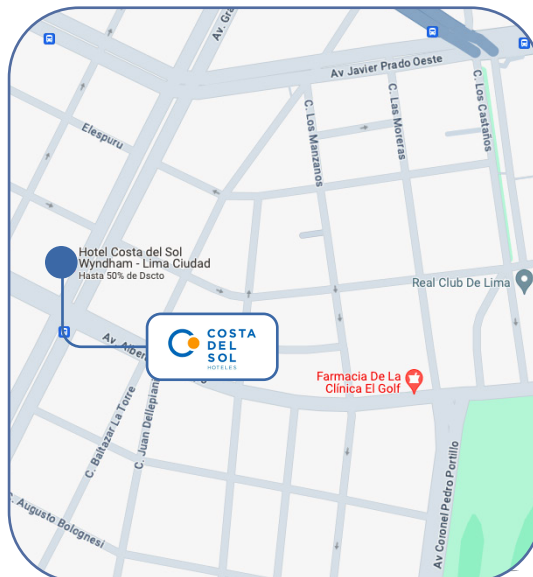 Av. Gra
Av Javier Prado Oeste
C. Los Castaños
C. Las Moreras
C. Los Manzanos
Elespuru
Hotel Costa del Sol
Wyndham - Lima Ciudad
Hasta 50% de Dscto
Real Club De Lima
COSTA
DEL
SOL
HOTELES
Av. Alber
Farmacia De La
Clínica El Golf
C. Baltazar La Torre
C. Juan Dellepian
Av Coronel Pedro Portillo
C. Augusto Bolognesi